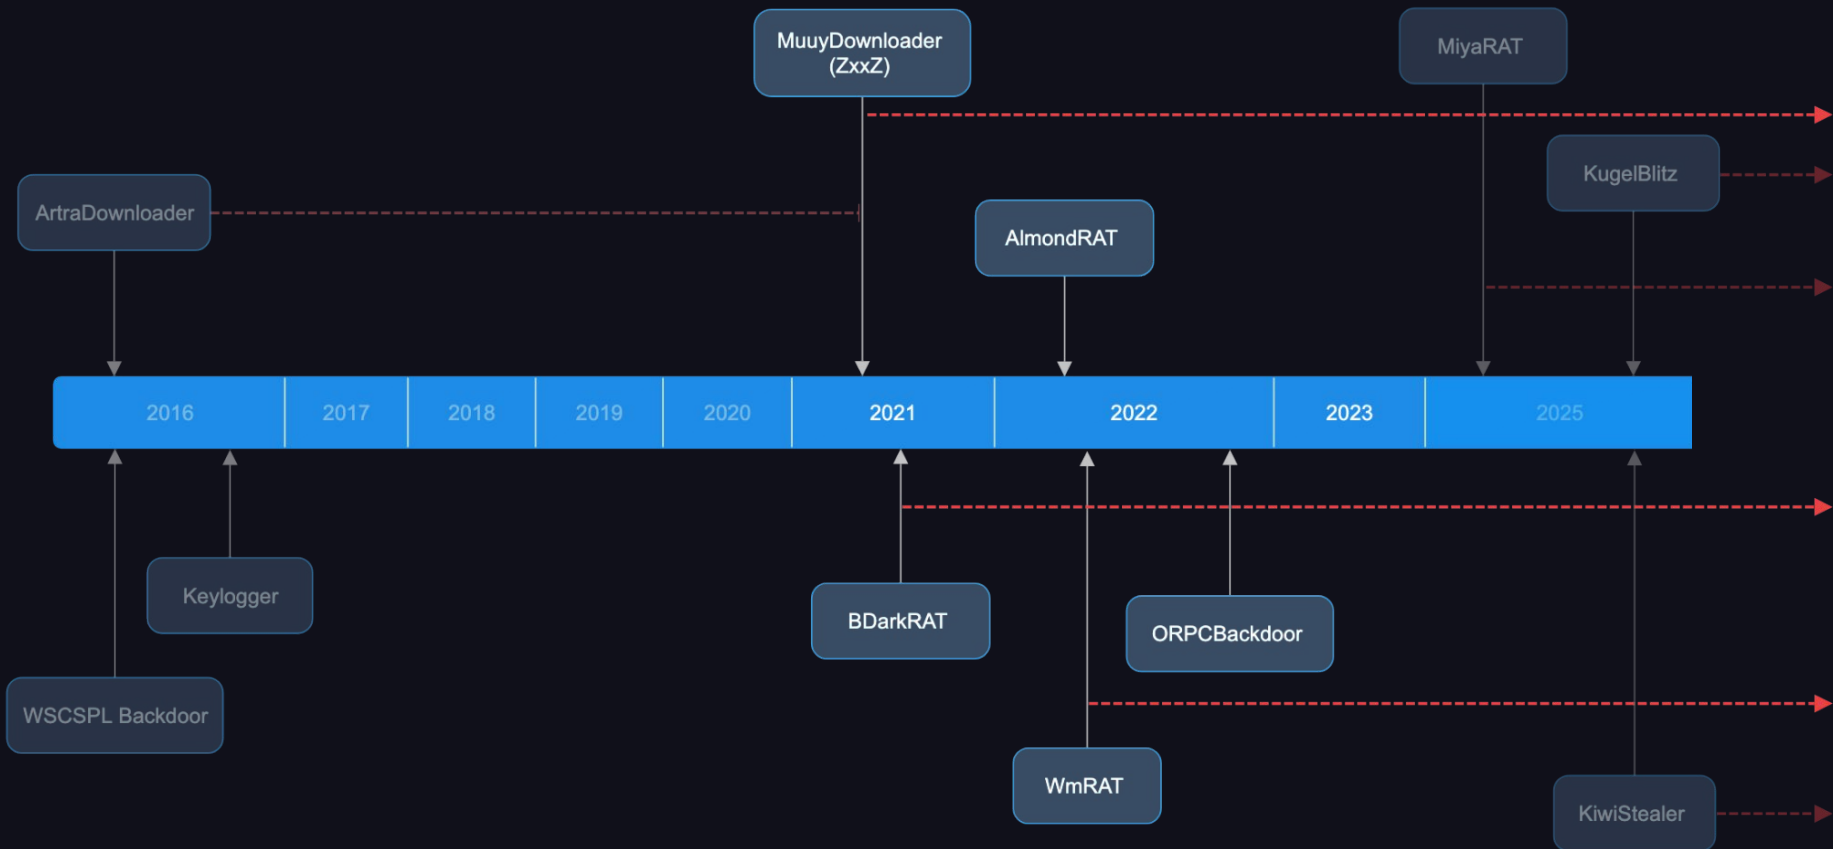 MuuyDownloader
(ZxxZ)
MiyaRAT
KugelBlitz
ArtraDownloader
AlmondRAT
2016
2017
2018
2019
2020
2021
2022
2023
2025
Keylogger
BDarkRAT
ORPCBackdoor
WSCSPL Backdoor
WmRAT
KiwiStealer